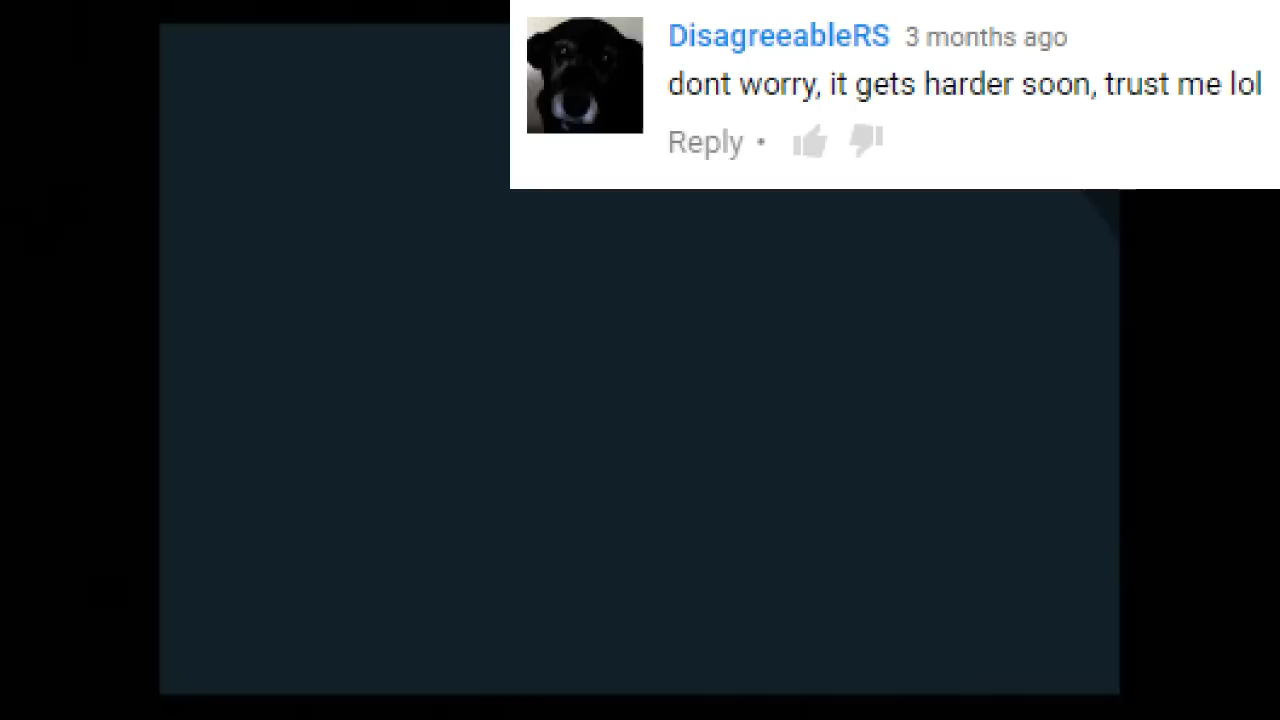 DisagreeableRS 3 months ago
dont worry, it gets harder soon, trust me lol
Reply •